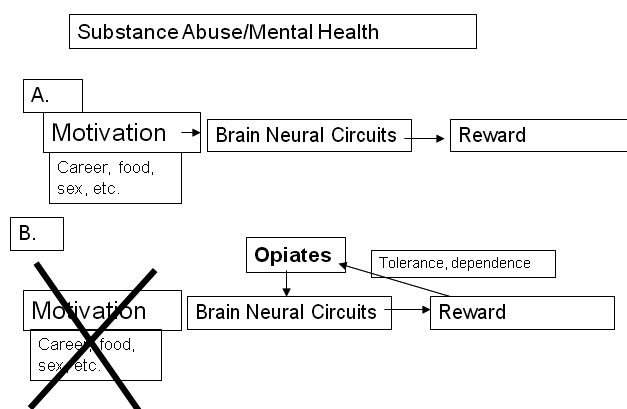 Substance Abuse/Mental Health
A.
Motivation
Brain Neural Circuits
Reward
Career, food,
sex, etc.
B.
Opiates
Tolerance, dependence
Motivation
Brain Neural Circuits
Reward
Career, food,
sex, etc.